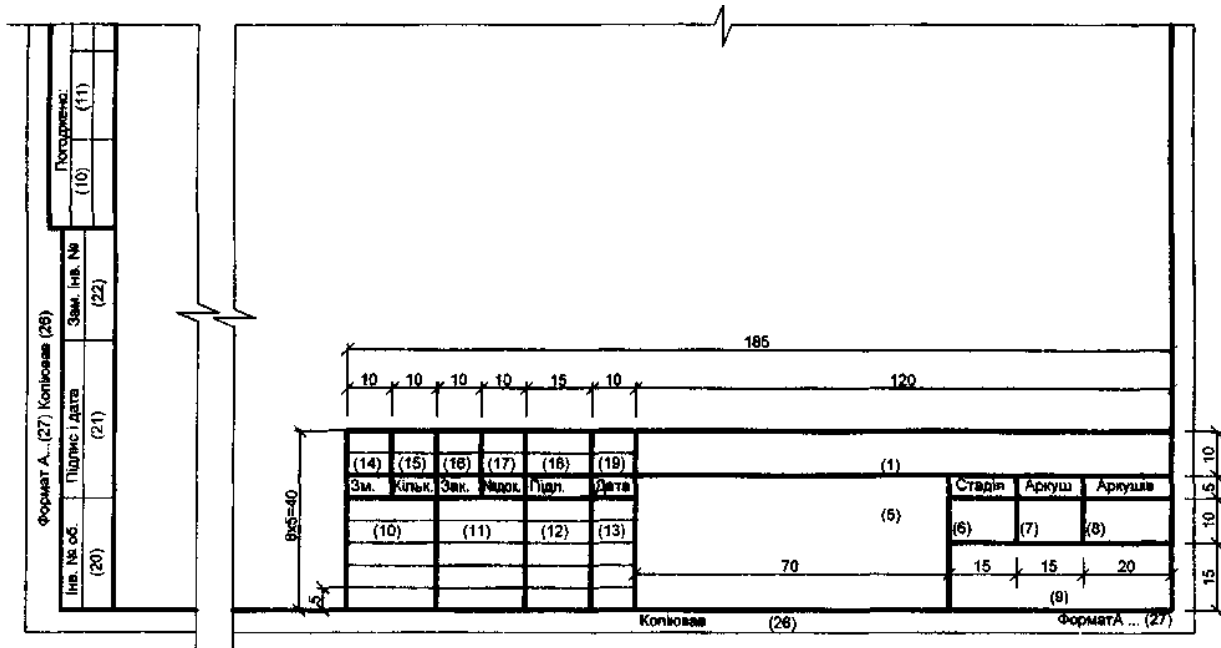 Погоджено:
(10) (11)
Зам. Інв. №
(22)
Підпис і дата
(21)
Інв. № об.
(20)
Формат А...(27) Копіював (26)
185
10 10 10 10 15 10 120
(14) (15) (16) (17) (18) (19) (1)
10
Зм. Кільк. Зак. №док. Підп. Дата
Стадія Аркуш Аркушів
5
(5)
(6) (7) (8)
10
(10) (11) (12) (13)
8х5=40
70 15 15 20
15
5
(9)
Копіював (26) Формат А ... (27)